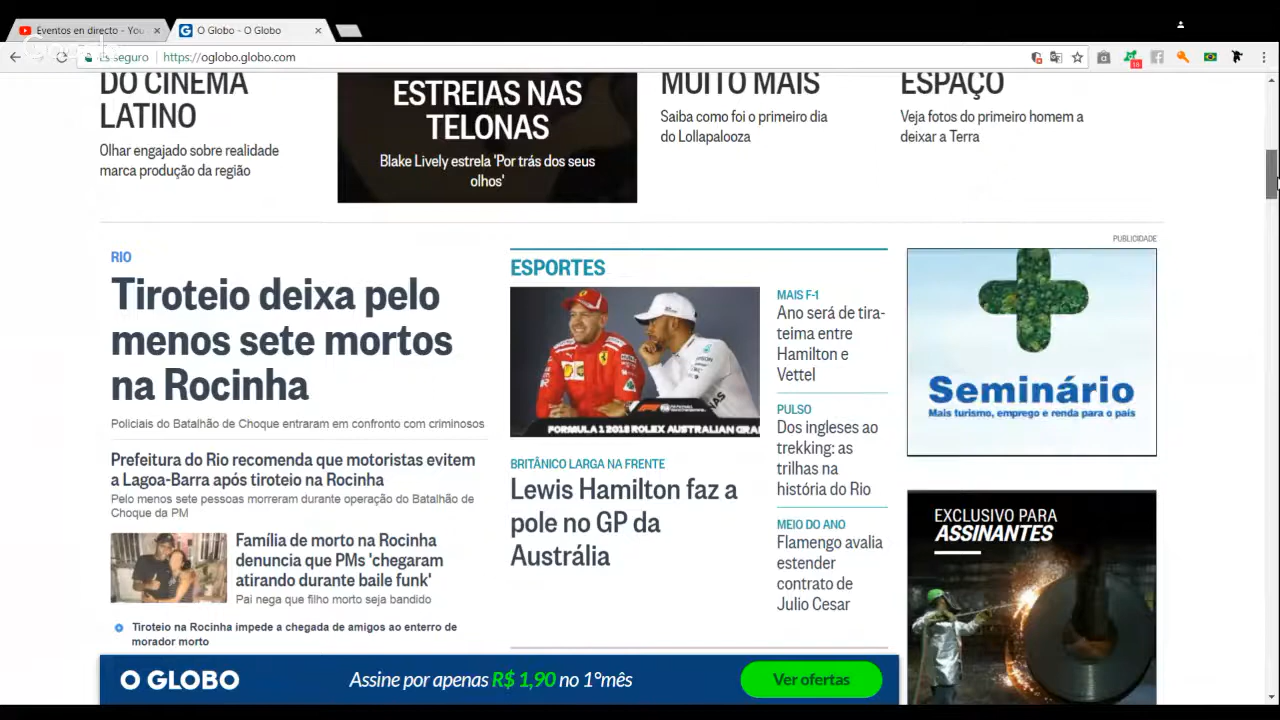 Eventos en directo - You
O Globo - O Globo
Es seguro
https://oglobo.globo.com
18
DO CINEMA
LATINO
Olhar engajado sobre realidade
marca produção da região
ESTREIAS NAS
TELONAS
Blake Lively estrela 'Por trás dos seus
olhos'
MUITO MAIS
Saiba como foi o primeiro dia
do Lollapalooza
ESPAÇO
Veja fotos do primeiro homem a
deixar a Terra
RIO
Tiroteio deixa pelo
menos sete mortos
na Rocinha
Policiais do Batalhão de Choque entraram em confronto com criminosos
Prefeitura do Rio recomenda que motoristas evitem
a Lagoa-Barra após tiroteio na Rocinha
Pelo menos sete pessoas morreram durante operação do Batalhão de
Choque da PM
Família de morto na Rocinha
denuncia que PMs 'chegaram
atirando durante baile funk'
Pai nega que filho morto seja bandido
Tiroteio na Rocinha impede a chegada de amigos ao enterro de
morador morto
ESPORTES
FORMULA 1 2018 ROLEX AUSTRALIAN GRA
BRITÂNICO LARGA NA FRENTE
Lewis Hamilton faz a
pole no GP da
Austrália
MAIS F-1
Ano será de tira-
teima entre
Hamilton e
Vettel
PULSO
Dos ingleses ao
trekking: as
trilhas na
história do Rio
MEIO DO ANO
Flamengo avalia
estender
contrato de
Julio Cesar
PUBLICIDADE
Seminário
Mais turismo, emprego e renda para o país
EXCLUSIVO PARA
ASSINANTES
O GLOBO
Assine por apenas R$ 1,90 no 1°mês
Ver ofertas